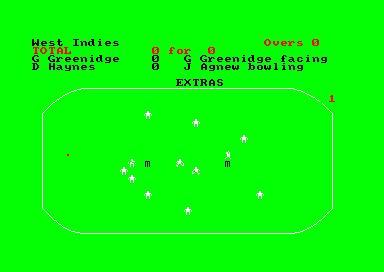 West Indies Overs 0
TOTAL 0 for 0
G Greenidge 0 G Greenidge facing
D Haynes 0 J Agnew bowling
EXTRAS
1
m m